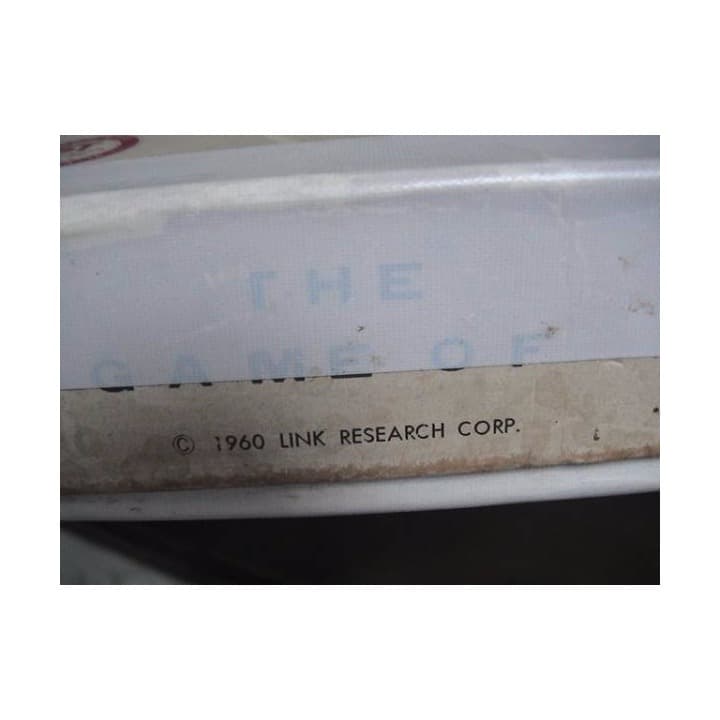 THE
GAME OF
© 1960 LINK RESEARCH CORP.